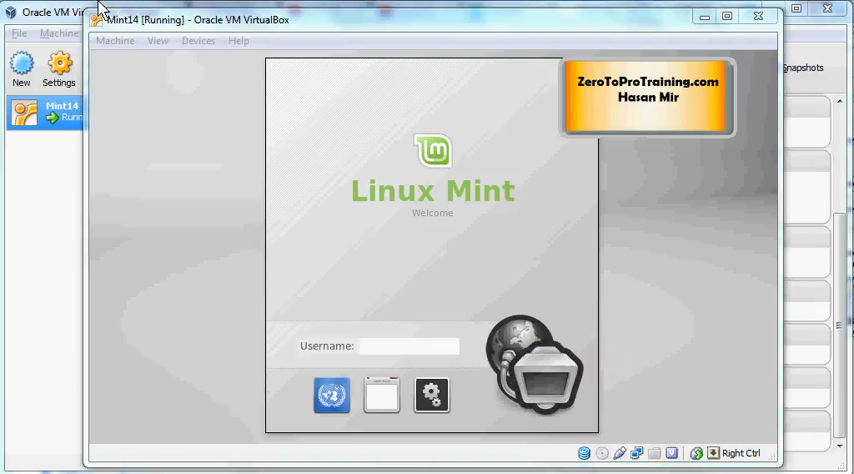 Oracle VM Vi
Mint14 [Running] - Oracle VM VirtualBox
File Machine
Machine View Devices Help
New Settings
Snapshots
Mint14
Runn
ZeroToProTraining.com
Hasan Mir
Linux Mint
Welcome
Username:
Right Ctrl